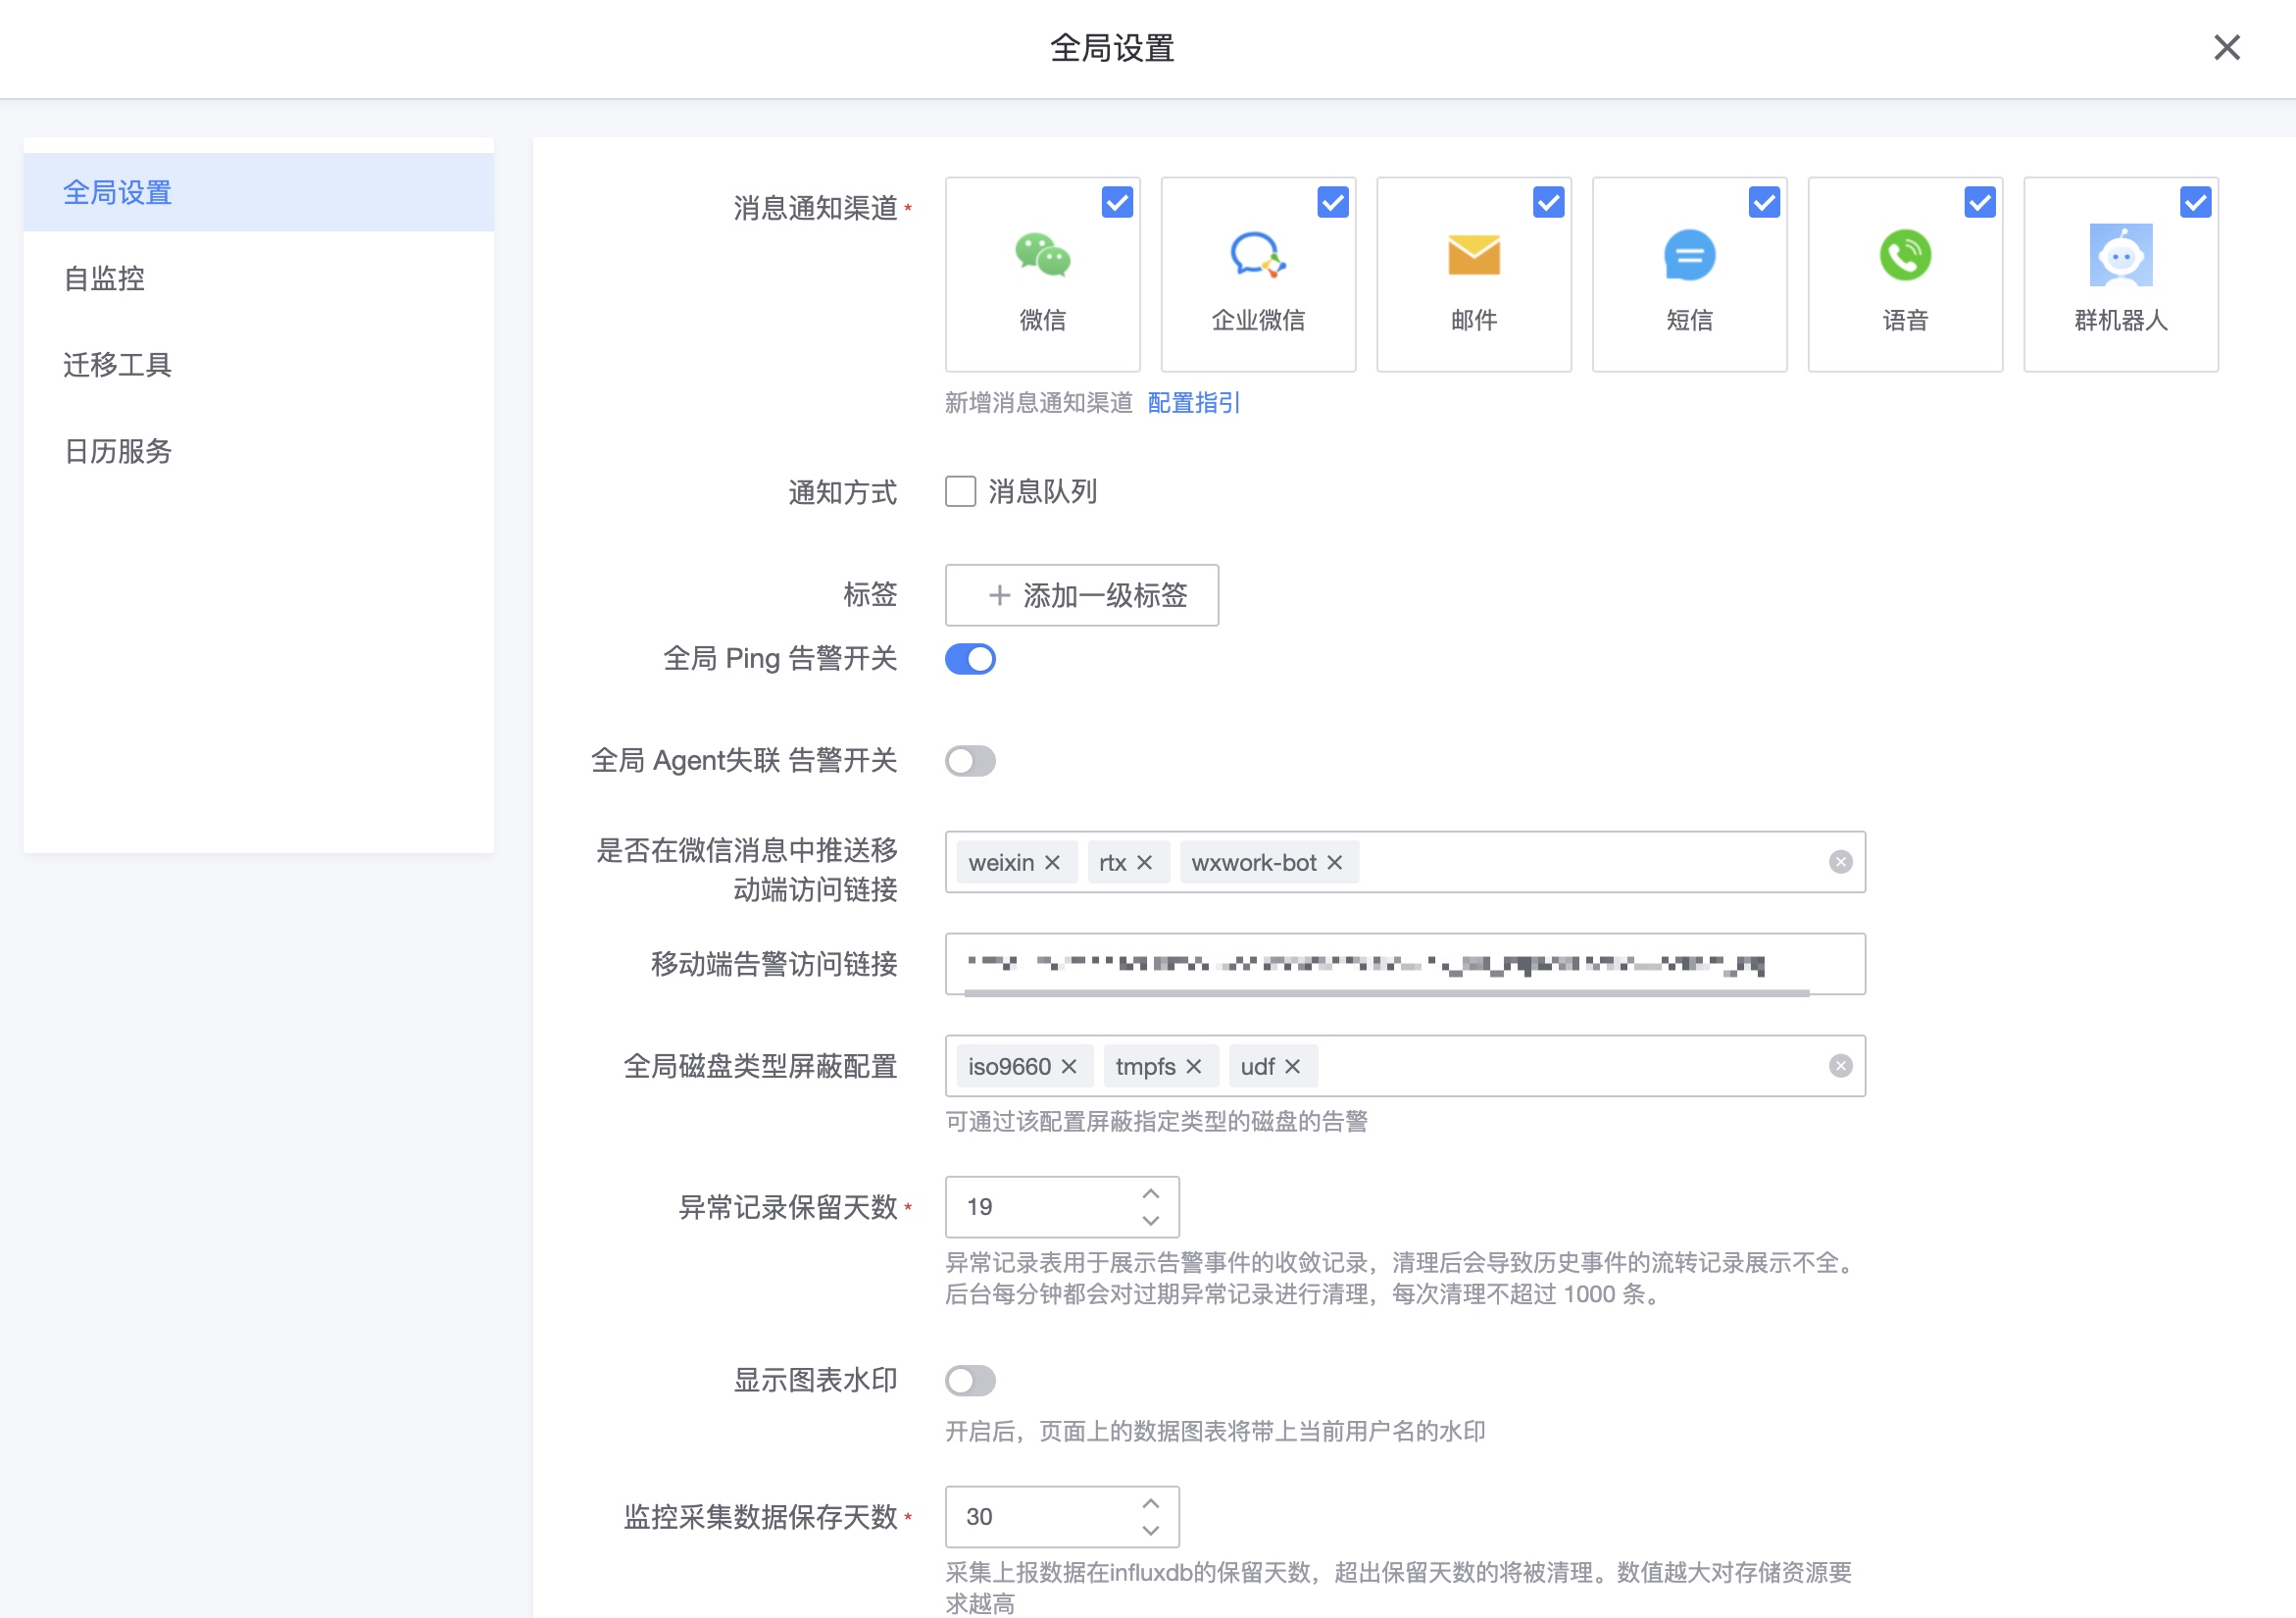 全局设置
全局设置
自监控
迁移工具
日历服务
消息通知渠道*
微信
企业微信
邮件
短信
语音
群机器人
新增消息通知渠道 配置指引
通知方式
消息队列
标签
+ 添加一级标签
全局 Ping 告警开关
全局 Agent失联 告警开关
是否在微信消息中推送移
动端访问链接
weixin × rtx × wxwork-bot ×
移动端告警访问链接
全局磁盘类型屏蔽配置
iso9660 × tmpfs × udf ×
可通过该配置屏蔽指定类型的磁盘的告警
异常记录保留天数*
19
异常记录表用于展示告警事件的收敛记录，清理后会导致历史事件的流转记录展示不全。
后台每分钟都会对过期异常记录进行清理，每次清理不超过 1000 条。
显示图表水印
开启后，页面上的数据图表将带上当前用户名的水印
监控采集数据保存天数*
30
采集上报数据在influxdb的保留天数，超出保留天数的将被清理。数值越大对存储资源要
求越高